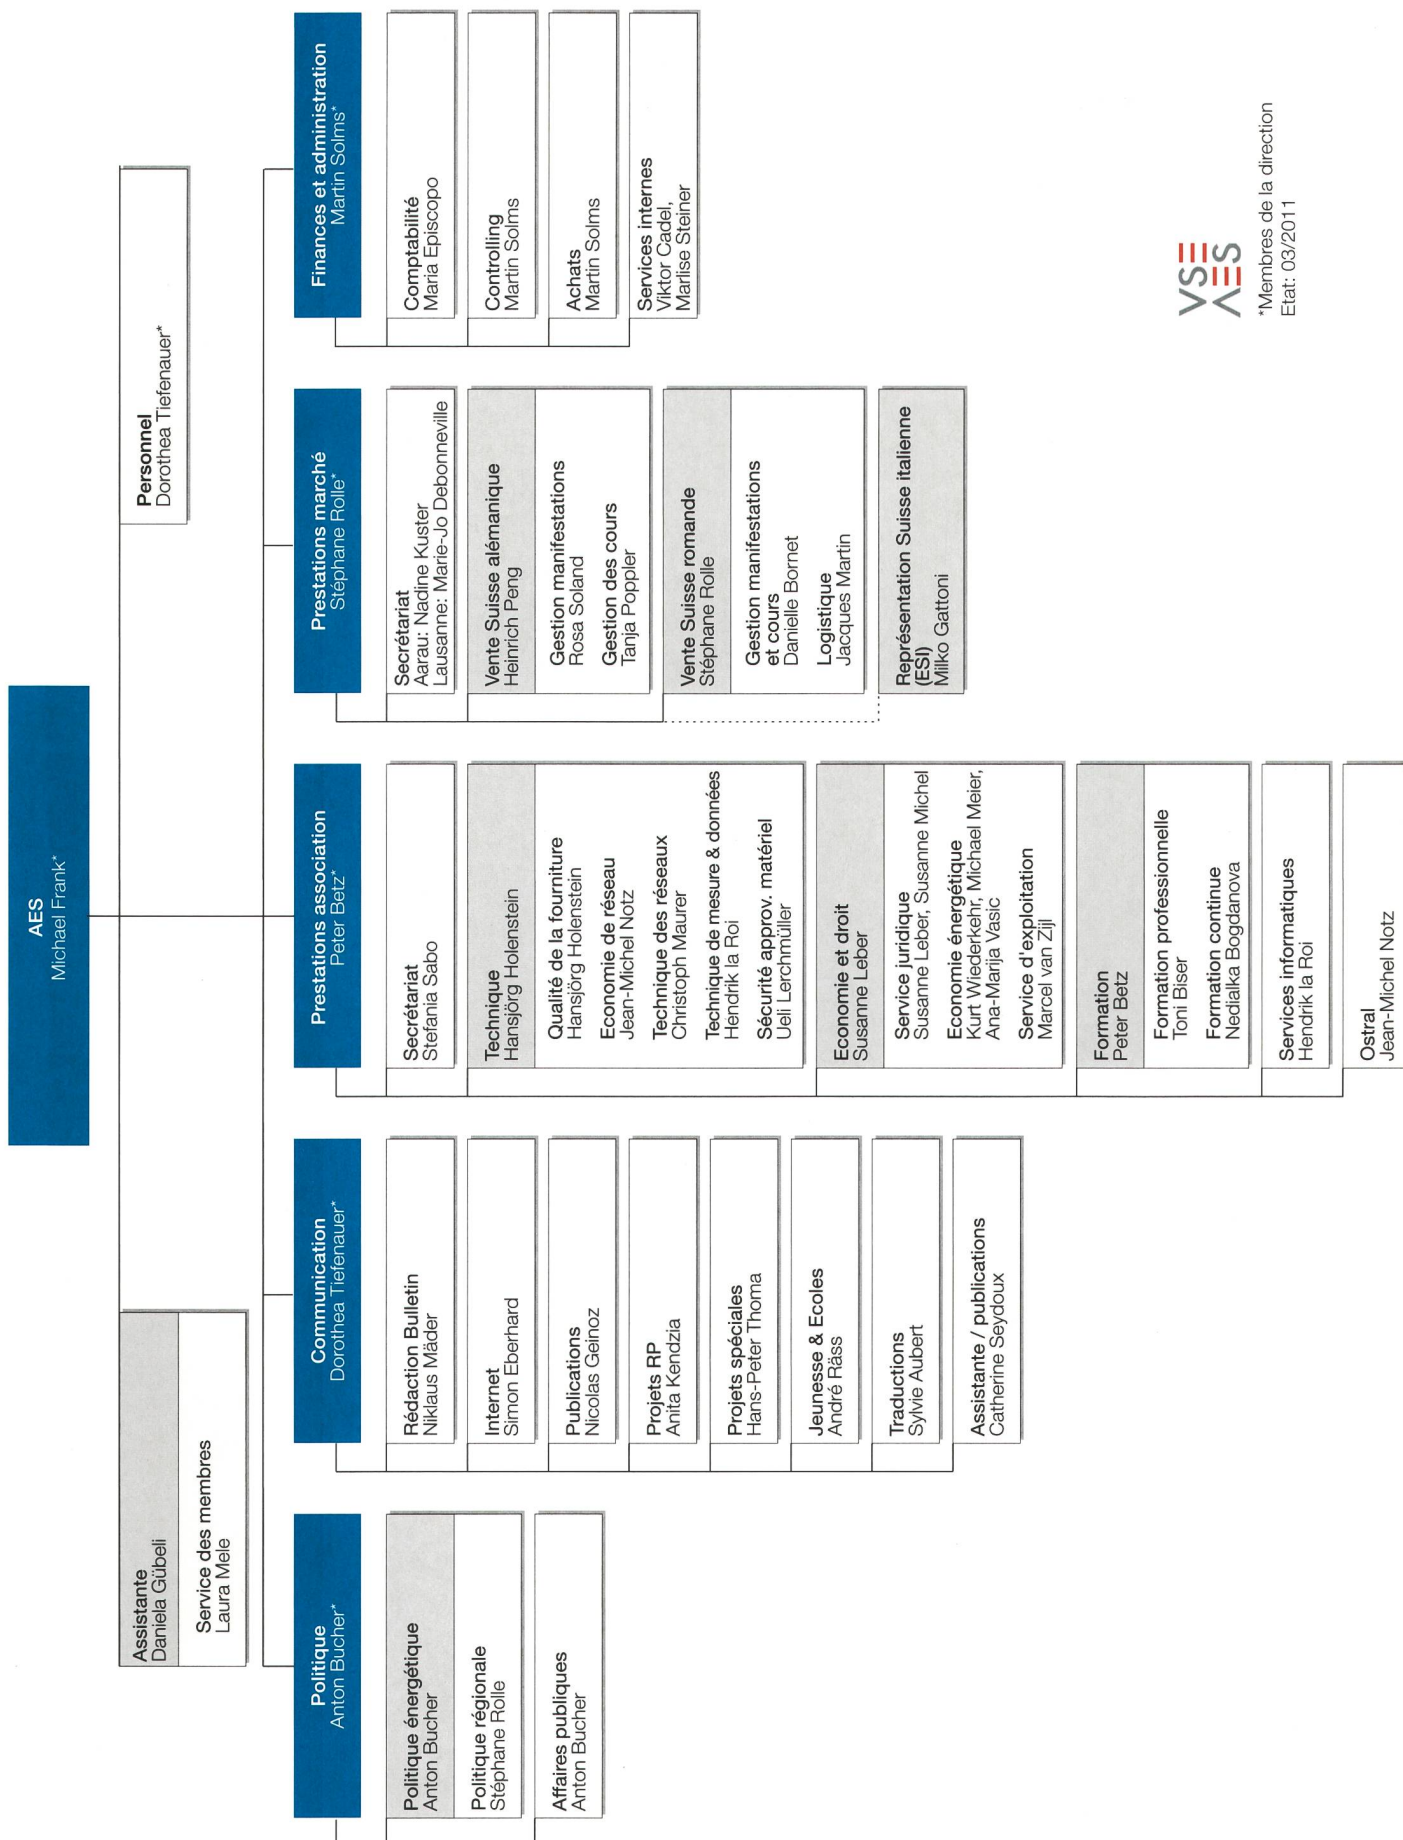 AES
Michael Frank*
Assistante
Daniela Gübeli
Service des membres
Laura Mele
Personnel
Dorothea Tiefenauer*
Politique
Anton Bucher*
Politique énergétique
Anton Bucher
Politique régionale
Stéphane Rolle
Affaires publiques
Anton Bucher
Communication
Dorothea Tiefenauer*
Rédaction Bulletin
Niklaus Mäder
Internet
Simon Eberhard
Publications
Nicolas Geinoz
Projets RP
Anita Kendzia
Projets spéciales
Hans-Peter Thoma
Jeunesse & Ecoles
André Räss
Traductions
Sylvie Aubert
Assistante / publications
Catherine Seydoux
Prestations association
Peter Betz*
Secrétariat
Stefania Sabo
Technique
Hansjörg Holenstein
Qualité de la fourniture
Hansjörg Holenstein
Economie de réseau
Jean-Michel Notz
Technique des réseaux
Christoph Maurer
Technique de mesure & données
Hendrik la Roi
Sécurité approv. matériel
Ueli Lerchmüller
Economie et droit
Susanne Leber
Service juridique
Susanne Leber, Susanne Michel
Economie énergétique
Kurt Wiederkehr, Michael Meier,
Ana-Marija Vasic
Service d'exploitation
Marcel van Zijl
Formation
Peter Betz
Formation professionnelle
Toni Biser
Formation continue
Nedialka Bogdanova
Services informatiques
Hendrik la Roi
Ostral
Jean-Michel Notz
Prestations marché
Stéphane Rolle*
Secrétariat
Aarau: Nadine Kuster
Lausanne: Marie-Jo Debonneville
Vente Suisse alémanique
Heinrich Peng
Gestion manifestations
Rosa Soland
Gestion des cours
Tanja Poppler
Vente Suisse romande
Stéphane Rolle
Gestion manifestations
et cours
Danielle Bornet
Logistique
Jacques Martin
Représentation Suisse italienne
(ESI)
Milko Gattoni
Finances et administration
Martin Solms*
Comptabilité
Maria Episcopo
Controlling
Martin Solms
Achats
Martin Solms
Services internes
Viktor Cadel,
Marlise Steiner
VSE
AES
*Membres de la direction
Etat: 03/2011